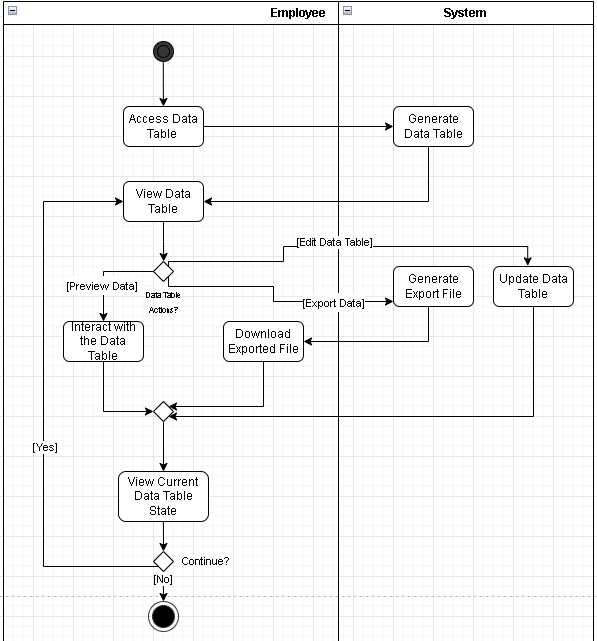 Employee
System
Access Data
Table
Generate
Data Table
View Data
Table
[Edit Data Table]
[Preview Data]
Data Table
Actions?
[Export Data]
Generate
Export File
Update Data
Table
Interact with
the Data
Table
Download
Exported File
[Yes]
View Current
Data Table
State
Continue?
[No]